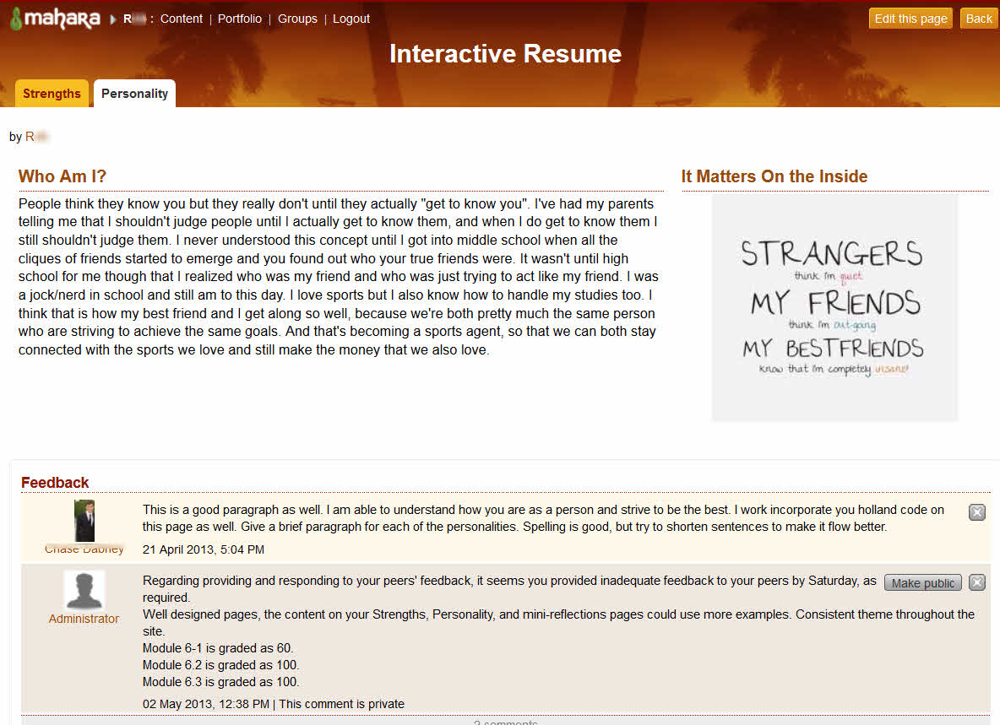 mahara R : Content | Portfolio | Groups | Logout Edit this page Back
Interactive Resume
Strengths Personality
by R
Who Am I?
People think they know you but they really don't until they actually "get to know you". I've had my parents
telling me that I shouldn't judge people until I actually get to know them, and when I do get to know them I
still shouldn't judge them. I never understood this concept until I got into middle school when all the
cliques of friends started to emerge and you found out who your true friends were. It wasn't until high
school for me though that I realized who was my friend and who was just trying to act like my friend. I was
a jock/nerd in school and still am to this day. I love sports but I also know how to handle my studies too. I
think that is how my best friend and I get along so well, because we're both pretty much the same person
who are striving to achieve the same goals. And that's becoming a sports agent, so that we can both stay
connected with the sports we love and still make the money that we also love.
It Matters On the Inside
STRANGERS
think I'm quiet
MY FRIENDS
think I'm out-going
MY BESTFRIENDS
know that I'm completely insane!
Feedback
This is a good paragraph as well. I am able to understand how you are as a person and strive to be the best. I work incorporate you holland code on
this page as well. Give a brief paragraph for each of the personalities. Spelling is good, but try to shorten sentences to make it flow better.
Chase Dabney
21 April 2013, 5:04 PM
Regarding providing and responding to your peers' feedback, it seems you provided inadequate feedback to your peers by Saturday, as
required.
Make public
Administrator
Well designed pages, the content on your Strengths, Personality, and mini-reflections pages could use more examples. Consistent theme throughout the
site.
Module 6-1 is graded as 60.
Module 6.2 is graded as 100.
Module 6.3 is graded as 100.
02 May 2013, 12:38 PM | This comment is private
2 comments